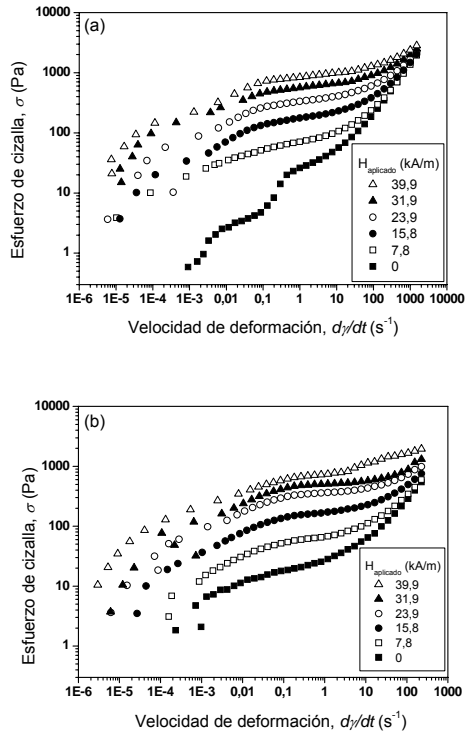 (a)
10000
1000
100
10
1
Esfuerzo de cizalla, σ (Pa)
H aplicado (kA/m)
39,9
31,9
23,9
15,8
7,8
0
1E-6 1E-5 1E-4 1E-3 0,01 0,1 1 10 100 1000 10000
Velocidad de deformación, dγ/dt (s⁻¹)
(b)
10000
1000
100
10
1
Esfuerzo de cizalla, σ (Pa)
H aplicado (kA/m)
39,9
31,9
23,9
15,8
7,8
0
1E-6 1E-5 1E-4 1E-3 0,01 0,1 1 10 100 1000
Velocidad de deformación, dγ/dt (s⁻¹)